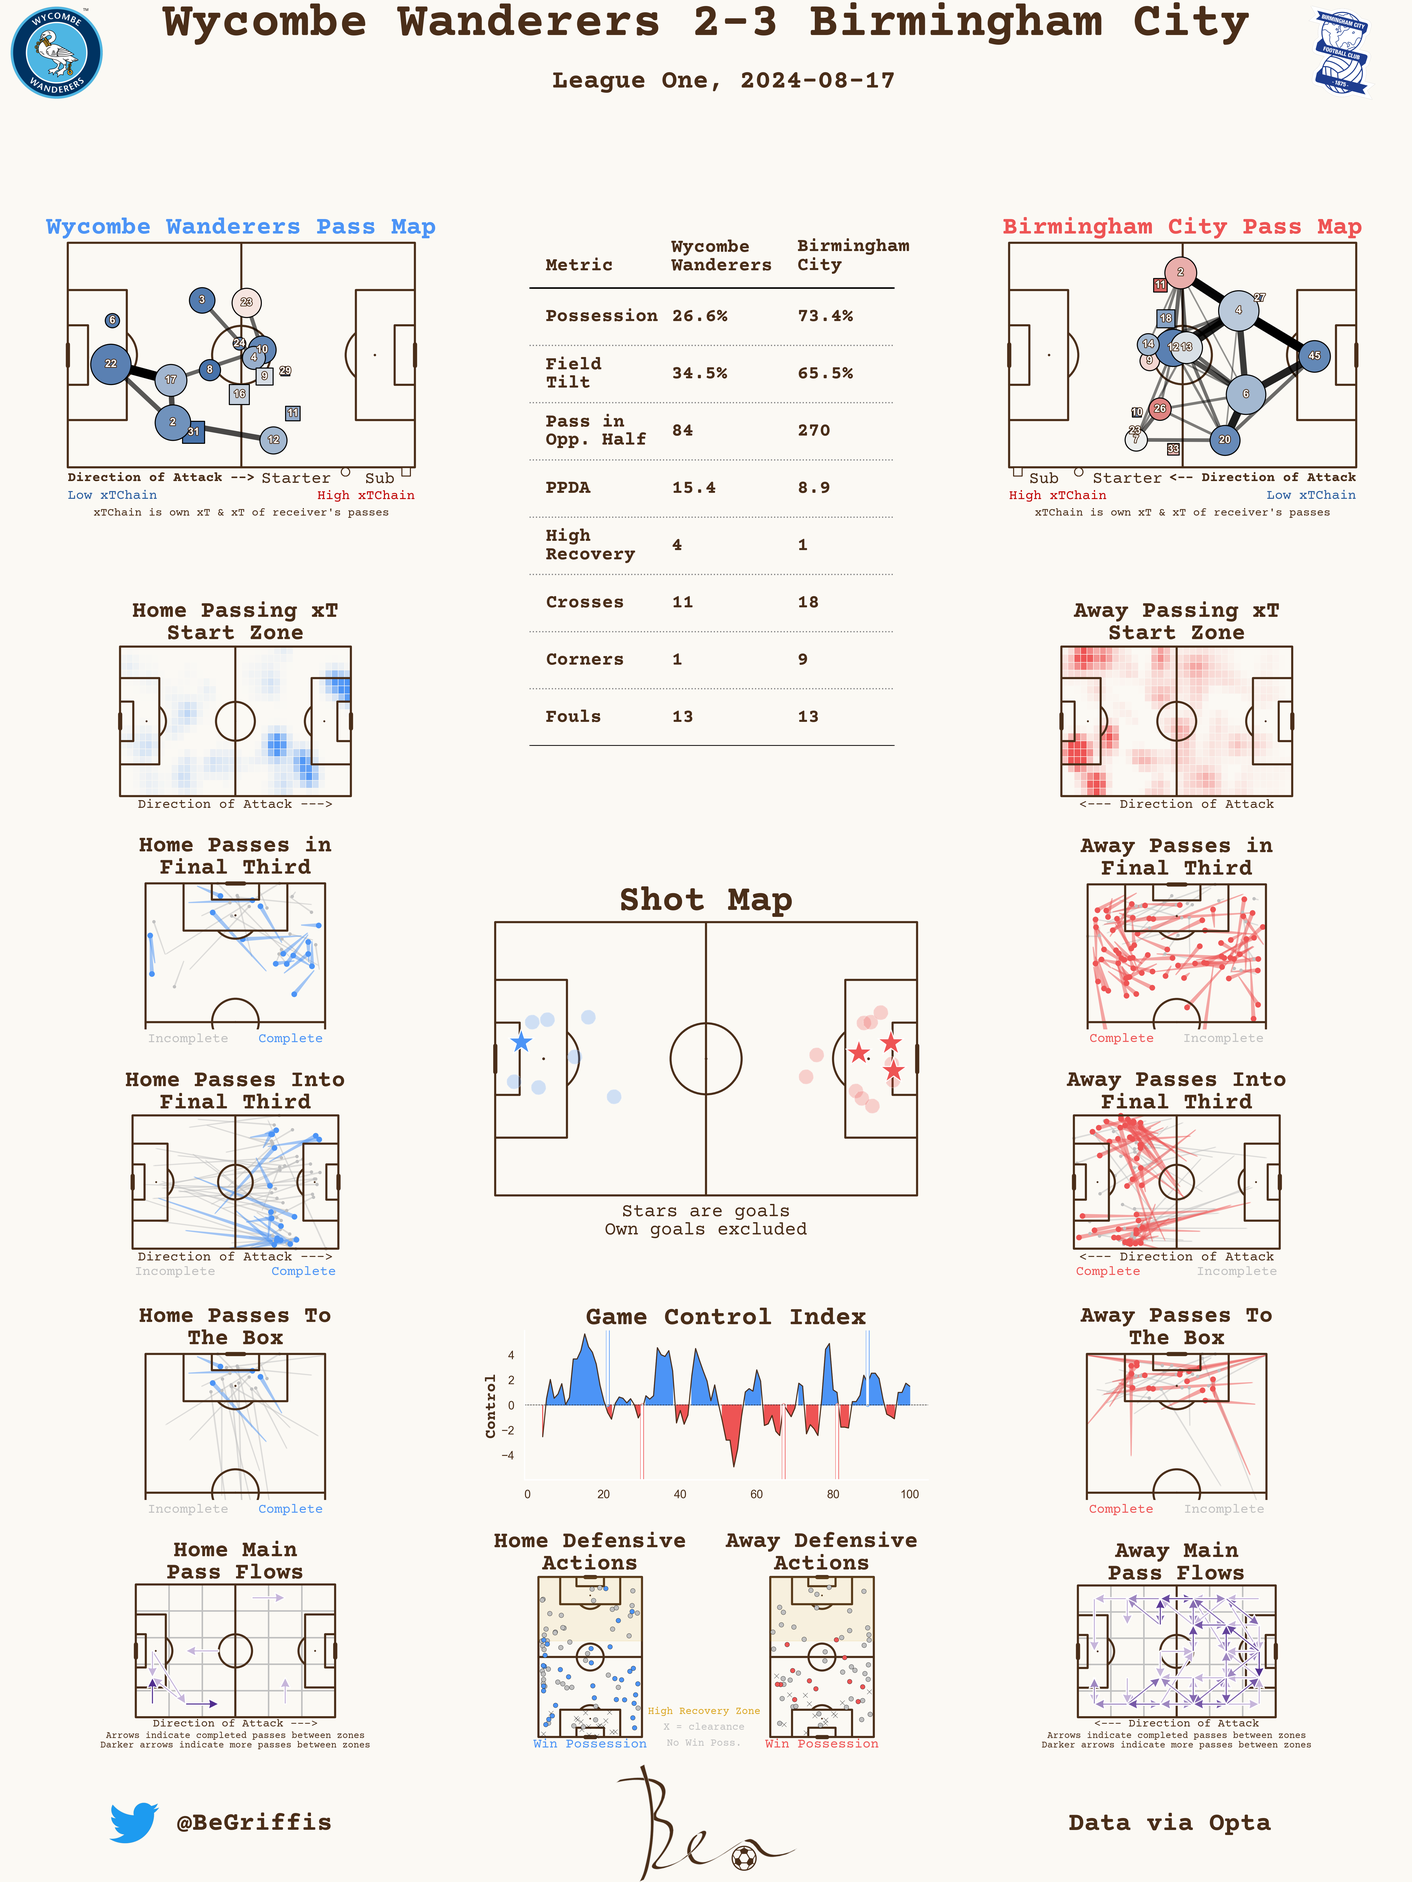 Wycombe Wanderers 2-3 Birmingham City
League One, 2024-08-17
WYCOMBE
WANDERERS
TM
BIRMINGHAM CITY
FOOTBALL CLUB
1875
Wycombe Wanderers Pass Map
3
23
6
24
10
4
22
8
17
9
29
16
2
11
31
12
Direction of Attack --> Starter Sub
Low xTChain High xTChain
xTChain is own xT & xT of receiver's passes
Metric Wycombe Wanderers Birmingham City
Possession 26.6% 73.4%
Field Tilt 34.5% 65.5%
Pass in Opp. Half 84 270
PPDA 15.4 8.9
High Recovery 4 1
Crosses 11 18
Corners 1 9
Fouls 13 13
Birmingham City Pass Map
2
11
27
4
18
14
12
13
45
9
6
26
10
23
7
20
33
Sub Starter <-- Direction of Attack
High xTChain Low xTChain
xTChain is own xT & xT of receiver's passes
Home Passing xT
Start Zone
Direction of Attack --->
Away Passing xT
Start Zone
<--- Direction of Attack
Home Passes in
Final Third
Incomplete Complete
Away Passes in
Final Third
Complete Incomplete
Shot Map
Stars are goals
Own goals excluded
Home Passes Into
Final Third
Direction of Attack --->
Incomplete Complete
Away Passes Into
Final Third
<--- Direction of Attack
Complete Incomplete
Home Passes To
The Box
Incomplete Complete
Game Control Index
Control
4
2
0
−2
−4
0 20 40 60 80 100
Away Passes To
The Box
Complete Incomplete
Home Main
Pass Flows
Direction of Attack --->
Arrows indicate completed passes between zones
Darker arrows indicate more passes between zones
Home Defensive
Actions
Win Possession
Away Defensive
Actions
Win Possession
High Recovery Zone
X = clearance
No Win Poss.
Away Main
Pass Flows
<--- Direction of Attack
Arrows indicate completed passes between zones
Darker arrows indicate more passes between zones
@BeGriffis
Ben
Data via Opta